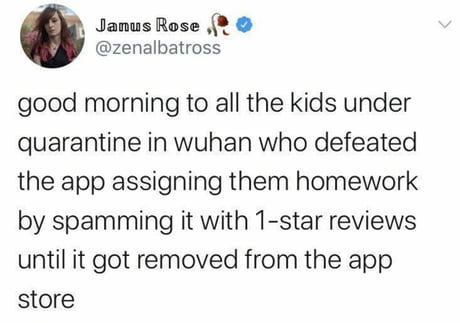 Janus Rose 🥀
@zenalbatross
good morning to all the kids under
quarantine in wuhan who defeated
the app assigning them homework
by spamming it with 1-star reviews
until it got removed from the app
store